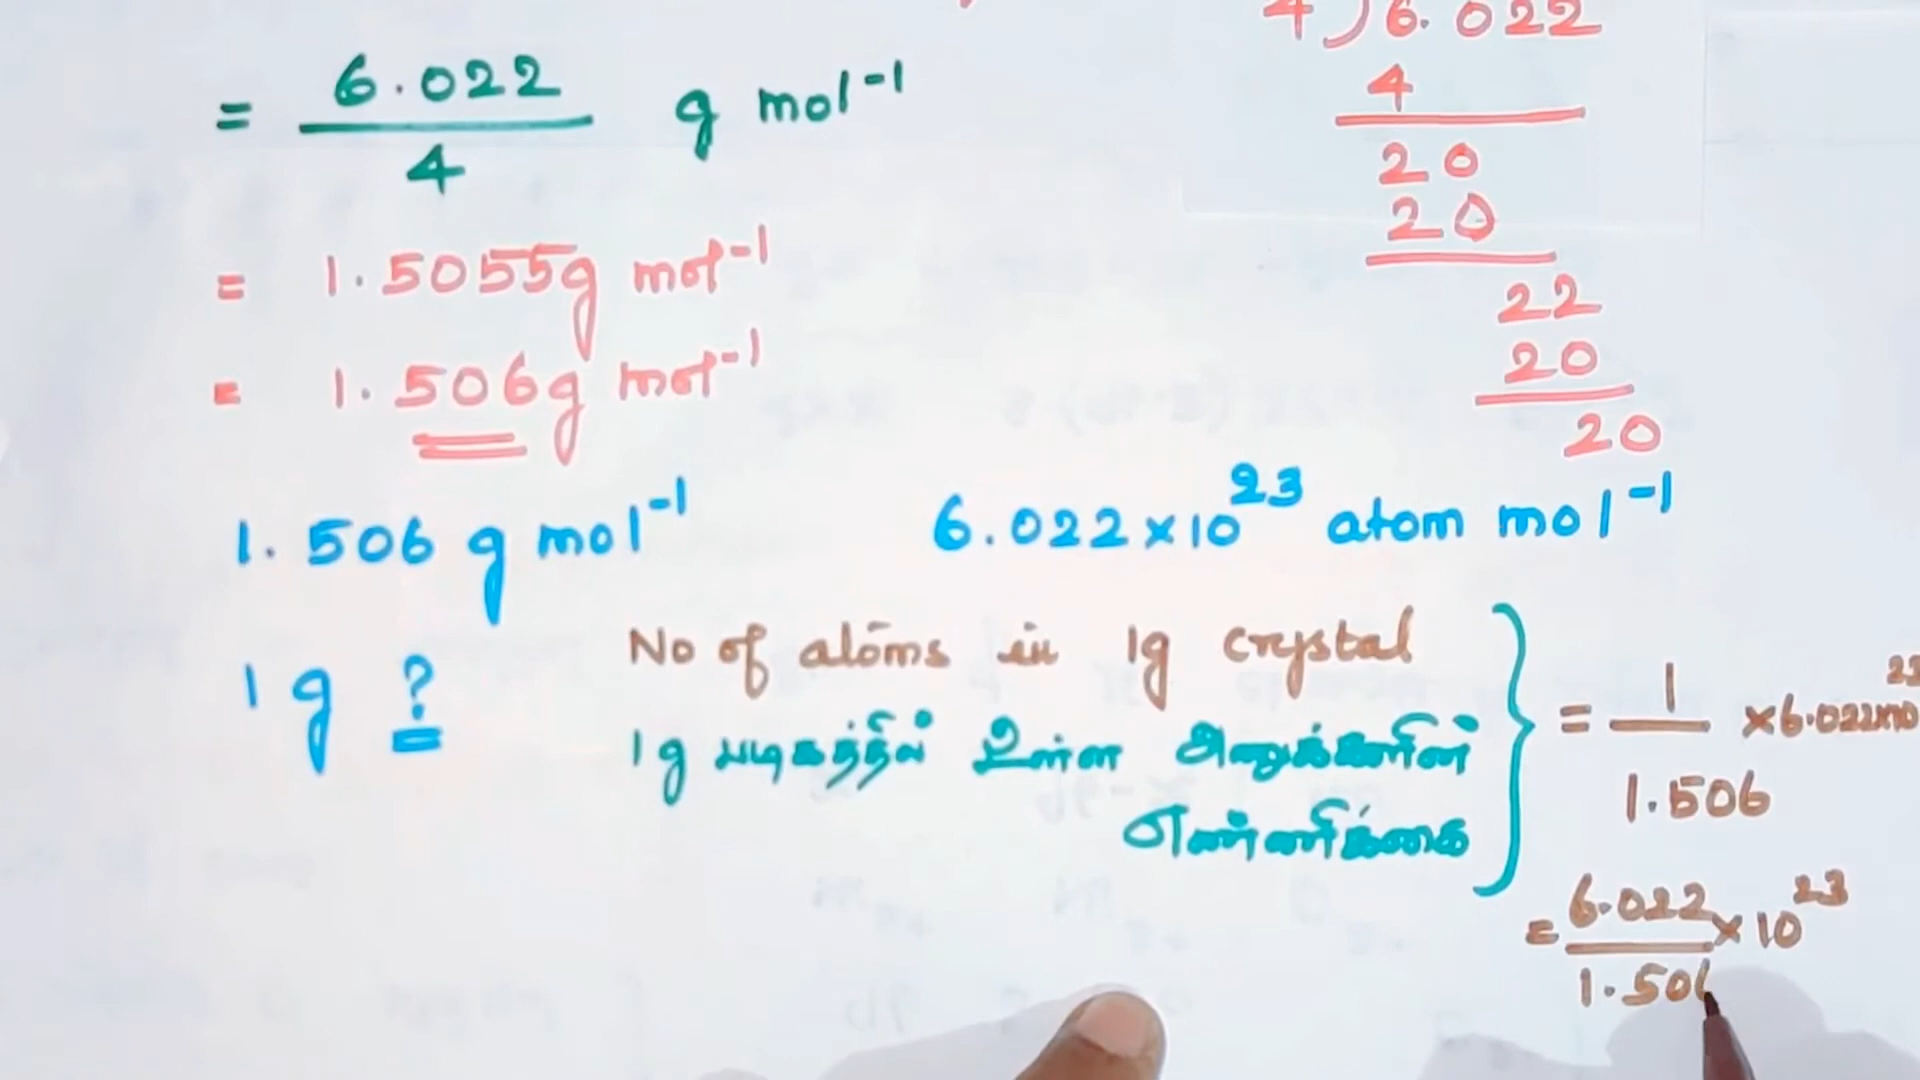 = 6.022 / 4 g mol⁻¹
= 1.5055g mol⁻¹
= 1.506g mol⁻¹
4)6.022
4
20
20
22
20
20
1.506 g mol⁻¹ 6.022×10²³ atom mol⁻¹
1g ?
No of atoms in 1g crystal
1g படிகத்தில் உள்ள அணுக்களின்
எண்ணிக்கை
= 1 / 1.506 ×6.022×10²³
= 6.022 / 1.506 ×10²³